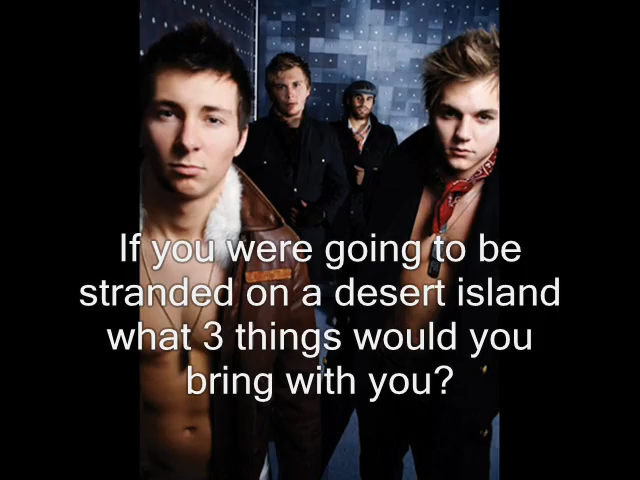 If you were going to be
stranded on a desert island
what 3 things would you
bring with you?